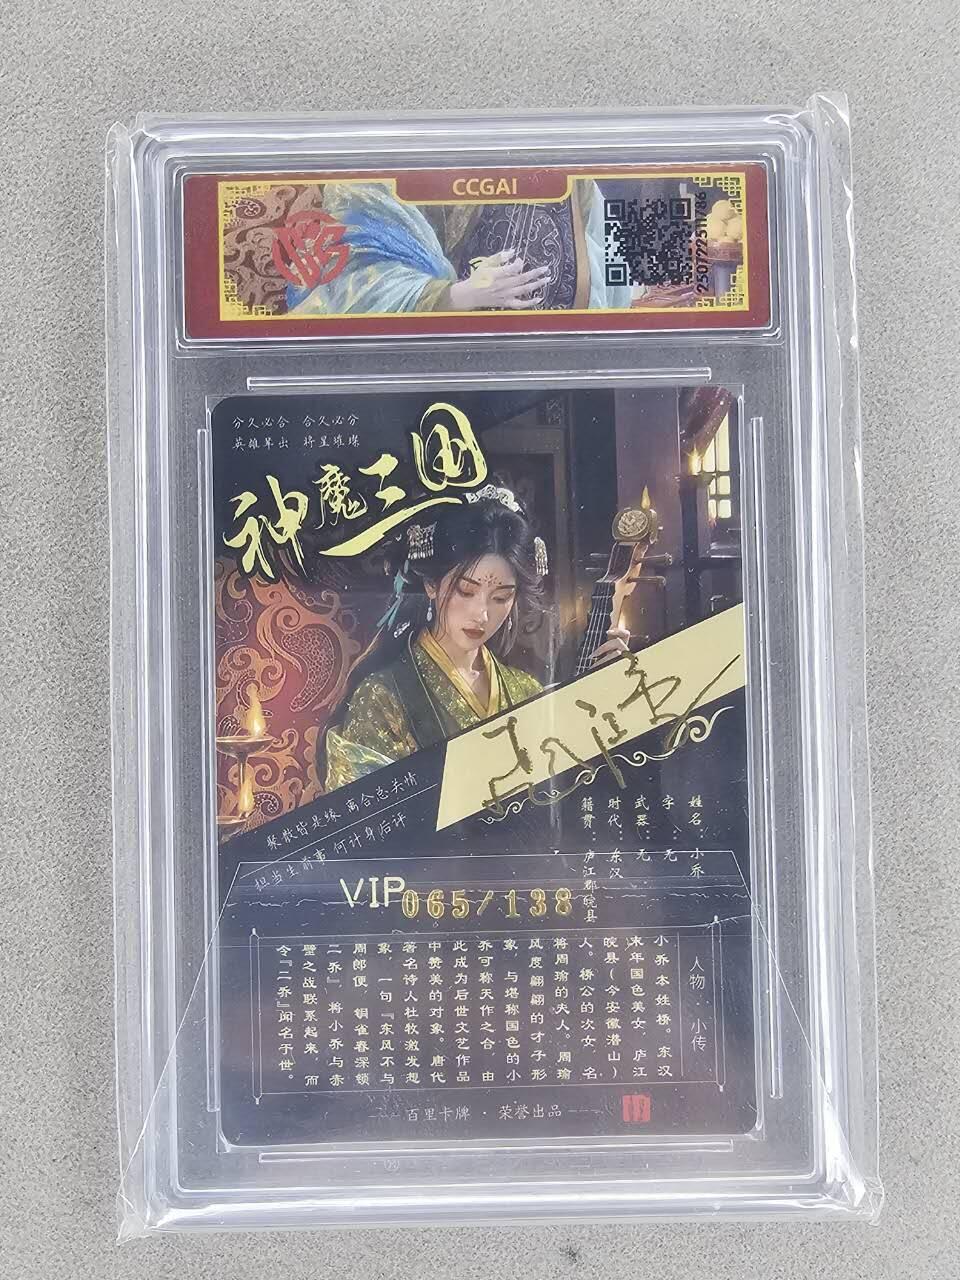 CCGAI
250722511786
分久必合 合久必分
英雄举出 将星璀璨
神魔三国
聚散皆是缘 离合总关情
担当生前事 何计身后评
姓名：小乔
字：无
武器：无
时代：东汉
籍贯：庐江郡皖县
VIP065/138
人物 小传
小乔本姓桥。东汉
末年国色美女，庐江
皖县(今安徽潜山)
人。桥公的次女，名
将周瑜的夫人。周瑜
风度翩翩的才子形
象，与堪称国色的小
乔可称天作之合，由
此成为后世文艺作品
中赞美的对象。唐代
著名诗人杜牧激发想
象，一句『东风不与
周郎便，铜雀春深锁
二乔』，将小乔与赤
壁之战联系起来，而
令『二乔』闻名于世。
百里卡牌·荣誉出品